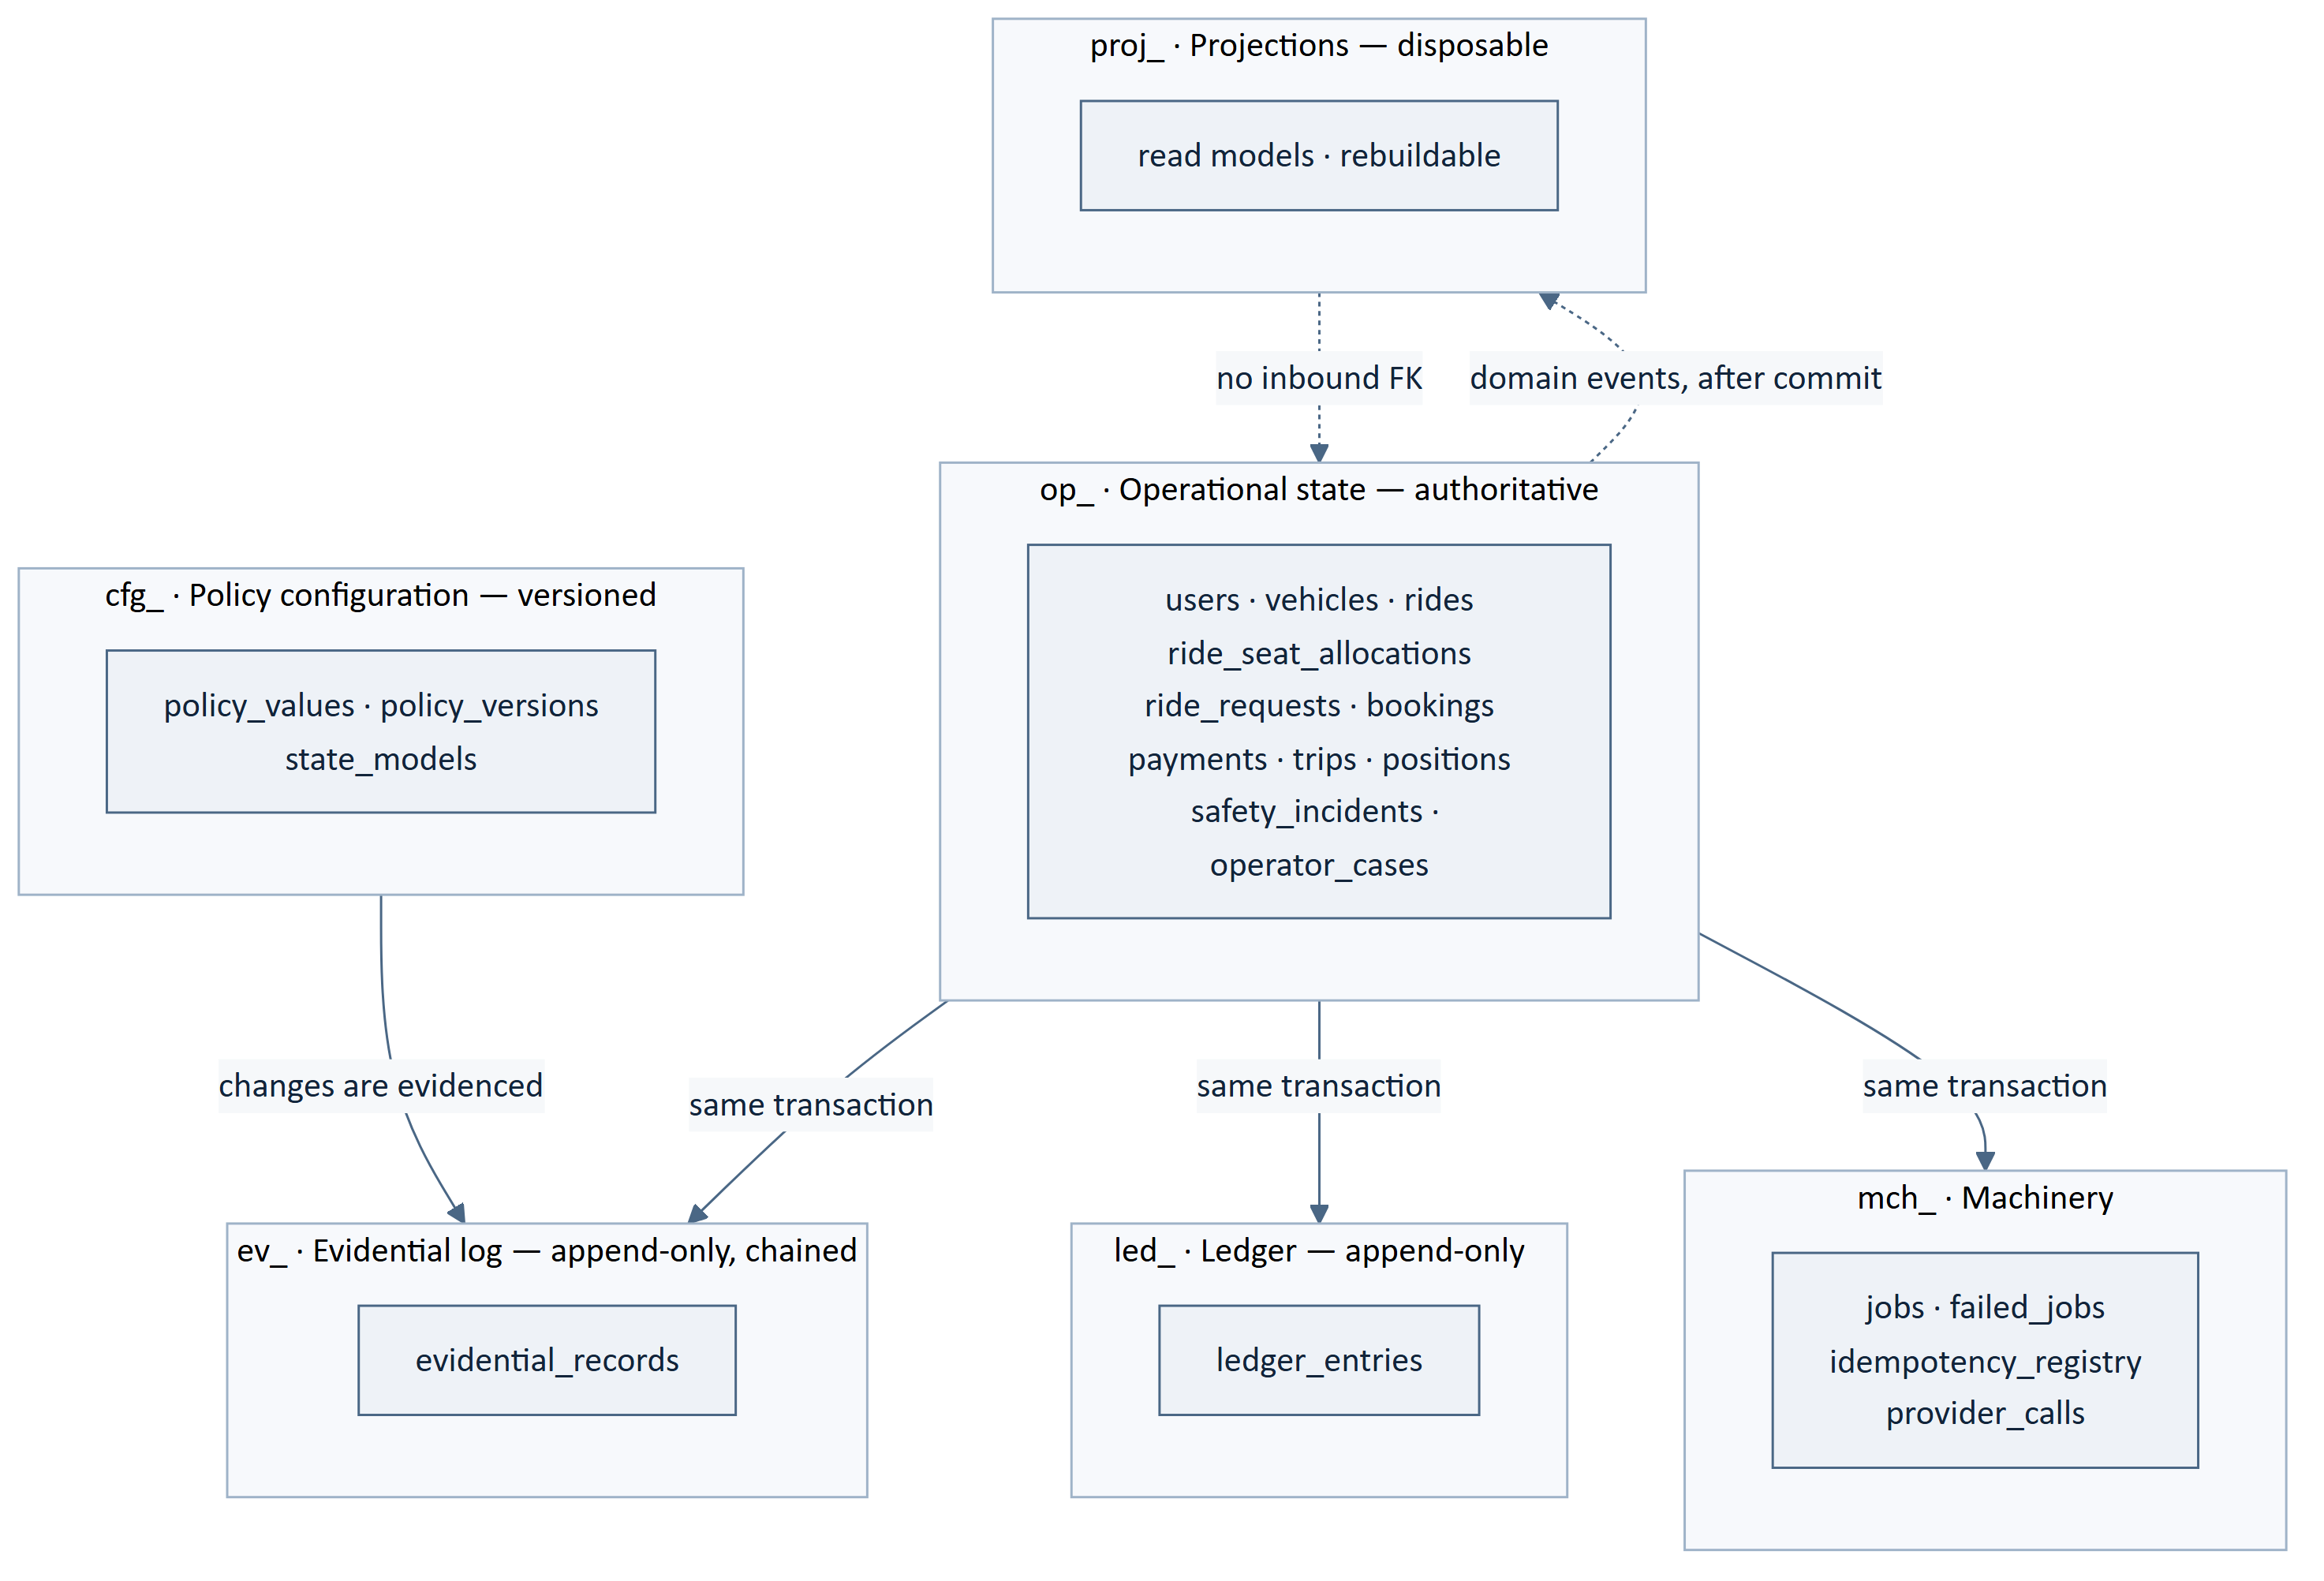 proj_ · Projections — disposable
read models · rebuildable
no inbound FK
domain events, after commit
op_ · Operational state — authoritative
users · vehicles · rides
ride_seat_allocations
ride_requests · bookings
payments · trips · positions
safety_incidents ·
operator_cases
cfg_ · Policy configuration — versioned
policy_values · policy_versions
state_models
changes are evidenced
same transaction
same transaction
same transaction
ev_ · Evidential log — append-only, chained
evidential_records
led_ · Ledger — append-only
ledger_entries
mch_ · Machinery
jobs · failed_jobs
idempotency_registry
provider_calls